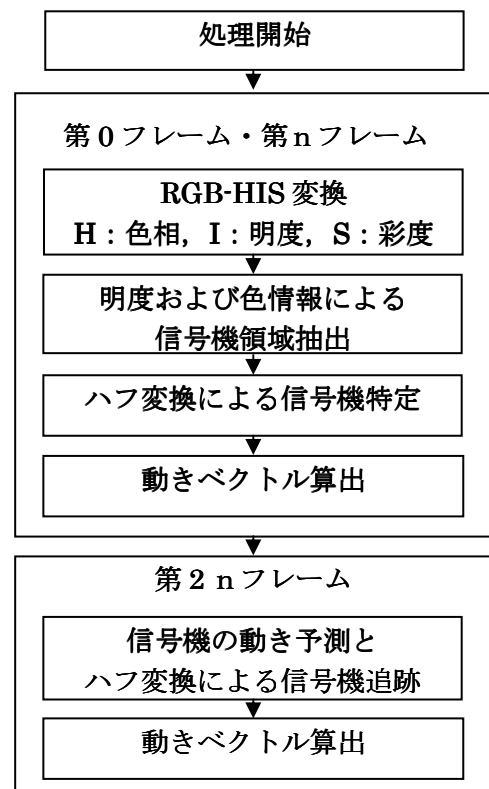 処理開始
第0フレーム・第nフレーム
RGB-HIS変換
H：色相，I：明度，S：彩度
明度および色情報による
信号機領域抽出
ハフ変換による信号機特定
動きベクトル算出
第2nフレーム
信号機の動き予測と
ハフ変換による信号機追跡
動きベクトル算出